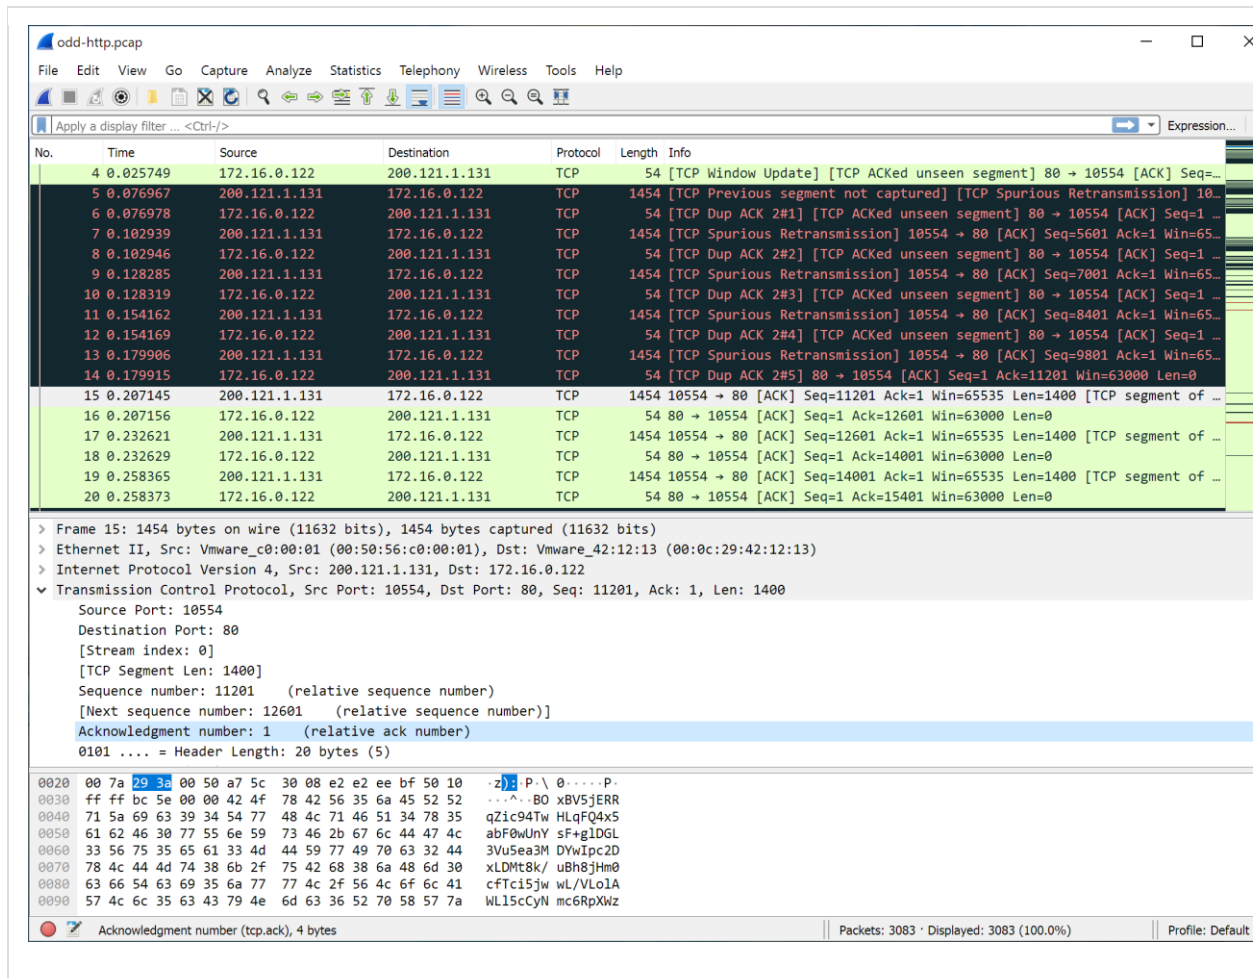 odd-http.pcap
File Edit View Go Capture Analyze Statistics Telephony Wireless Tools Help
Apply a display filter ... <Ctrl-/> Expression...
No. Time Source Destination Protocol Length Info
4 0.025749 172.16.0.122 200.121.1.131 TCP 54 [TCP Window Update] [TCP ACKed unseen segment] 80 → 10554 [ACK] Seq=…
5 0.076967 200.121.1.131 172.16.0.122 TCP 1454 [TCP Previous segment not captured] [TCP Spurious Retransmission] 10…
6 0.076978 172.16.0.122 200.121.1.131 TCP 54 [TCP Dup ACK 2#1] [TCP ACKed unseen segment] 80 → 10554 [ACK] Seq=1 …
7 0.102939 200.121.1.131 172.16.0.122 TCP 1454 [TCP Spurious Retransmission] 10554 → 80 [ACK] Seq=5601 Ack=1 Win=65…
8 0.102946 172.16.0.122 200.121.1.131 TCP 54 [TCP Dup ACK 2#2] [TCP ACKed unseen segment] 80 → 10554 [ACK] Seq=1 …
9 0.128285 200.121.1.131 172.16.0.122 TCP 1454 [TCP Spurious Retransmission] 10554 → 80 [ACK] Seq=7001 Ack=1 Win=65…
10 0.128319 172.16.0.122 200.121.1.131 TCP 54 [TCP Dup ACK 2#3] [TCP ACKed unseen segment] 80 → 10554 [ACK] Seq=1 …
11 0.154162 200.121.1.131 172.16.0.122 TCP 1454 [TCP Spurious Retransmission] 10554 → 80 [ACK] Seq=8401 Ack=1 Win=65…
12 0.154169 172.16.0.122 200.121.1.131 TCP 54 [TCP Dup ACK 2#4] [TCP ACKed unseen segment] 80 → 10554 [ACK] Seq=1 …
13 0.179906 200.121.1.131 172.16.0.122 TCP 1454 [TCP Spurious Retransmission] 10554 → 80 [ACK] Seq=9801 Ack=1 Win=65…
14 0.179915 172.16.0.122 200.121.1.131 TCP 54 [TCP Dup ACK 2#5] 80 → 10554 [ACK] Seq=1 Ack=11201 Win=63000 Len=0
15 0.207145 200.121.1.131 172.16.0.122 TCP 1454 10554 → 80 [ACK] Seq=11201 Ack=1 Win=65535 Len=1400 [TCP segment of …
16 0.207156 172.16.0.122 200.121.1.131 TCP 54 80 → 10554 [ACK] Seq=1 Ack=12601 Win=63000 Len=0
17 0.232621 200.121.1.131 172.16.0.122 TCP 1454 10554 → 80 [ACK] Seq=12601 Ack=1 Win=65535 Len=1400 [TCP segment of …
18 0.232629 172.16.0.122 200.121.1.131 TCP 54 80 → 10554 [ACK] Seq=1 Ack=14001 Win=63000 Len=0
19 0.258365 200.121.1.131 172.16.0.122 TCP 1454 10554 → 80 [ACK] Seq=14001 Ack=1 Win=65535 Len=1400 [TCP segment of …
20 0.258373 172.16.0.122 200.121.1.131 TCP 54 80 → 10554 [ACK] Seq=1 Ack=15401 Win=63000 Len=0
Frame 15: 1454 bytes on wire (11632 bits), 1454 bytes captured (11632 bits)
Ethernet II, Src: Vmware_c0:00:01 (00:50:56:c0:00:01), Dst: Vmware_42:12:13 (00:0c:29:42:12:13)
Internet Protocol Version 4, Src: 200.121.1.131, Dst: 172.16.0.122
Transmission Control Protocol, Src Port: 10554, Dst Port: 80, Seq: 11201, Ack: 1, Len: 1400
Source Port: 10554
Destination Port: 80
[Stream index: 0]
[TCP Segment Len: 1400]
Sequence number: 11201 (relative sequence number)
[Next sequence number: 12601 (relative sequence number)]
Acknowledgment number: 1 (relative ack number)
0101 .... = Header Length: 20 bytes (5)
0020 00 7a 29 3a 00 50 a7 5c 30 08 e2 e2 ee bf 50 10 ·z):·P·\ 0·····P·
0030 ff ff bc 5e 00 00 42 4f 78 42 56 35 6a 45 52 52 ···^··BO xBV5jERR
0040 71 5a 69 63 39 34 54 77 48 4c 71 46 51 34 78 35 qZic94Tw HLqFQ4x5
0050 61 62 46 30 77 55 6e 59 73 46 2b 67 6c 44 47 4c abF0wUnY sF+glDGL
0060 33 56 75 35 65 61 33 4d 44 59 77 49 70 63 32 44 3Vu5ea3M DYwIpc2D
0070 78 4c 44 4d 74 38 6b 2f 75 42 68 38 6a 48 6d 30 xLDMt8k/ uBh8jHm0
0080 63 66 54 63 69 35 6a 77 77 4c 2f 56 4c 6f 6c 41 cfTci5jw wL/VLolA
0090 57 4c 6c 35 63 43 79 4e 6d 63 36 52 70 58 57 7a WLl5cCyN mc6RpXWz
Acknowledgment number (tcp.ack), 4 bytes Packets: 3083 · Displayed: 3083 (100.0%) Profile: Default